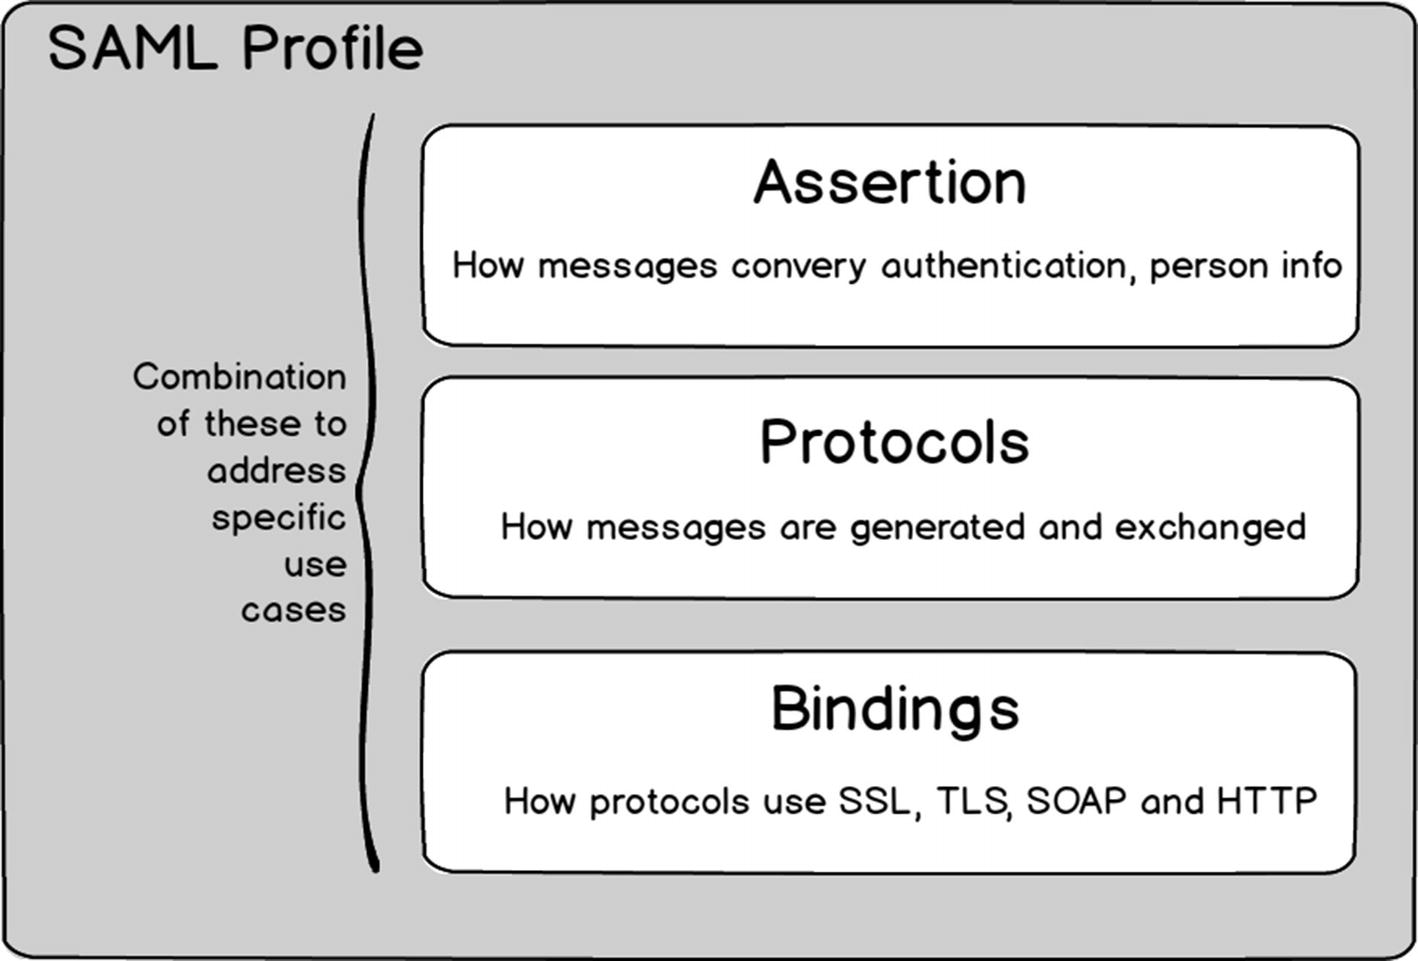 SAML Profile
Assertion
How messages convery authentication, person info
Combination
of these to
address
specific
use
cases
Protocols
How messages are generated and exchanged
Bindings
How protocols use SSL, TLS, SOAP and HTTP